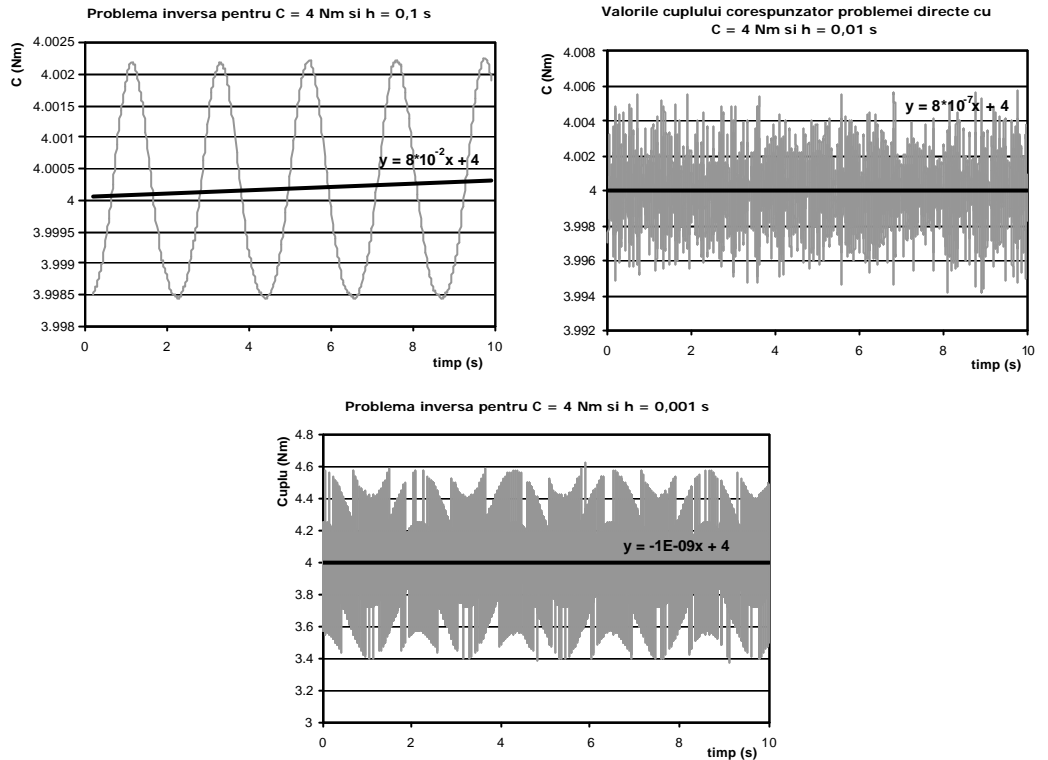 Problema inversa pentru C = 4 Nm si h = 0,1 s
C (Nm)
4.0025
4.002
4.0015
4.001
4.0005
4
3.9995
3.999
3.9985
3.998
y = 8*10-2x + 4
0 2 4 6 8 10
timp (s)
Valorile cuplului corespunzator problemei directe cu
C = 4 Nm si h = 0,01 s
C (Nm)
4.008
4.006
4.004
4.002
4
3.998
3.996
3.994
3.992
y = 8*10-7x + 4
0 2 4 6 8 10
timp (s)
Problema inversa pentru C = 4 Nm si h = 0,001 s
Cuplu (Nm)
4.8
4.6
4.4
4.2
4
3.8
3.6
3.4
3.2
3
y = -1E-09x + 4
0 2 4 6 8 10
timp (s)